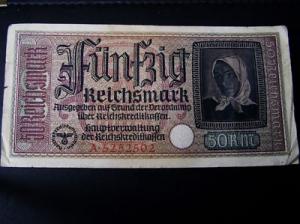 Fünfzig
Reichsmark
Ausgegeben auf Grund der Verordnung
über Reichskreditkassen.
Hauptverwaltung
der Reichskreditkassen
50 Rm